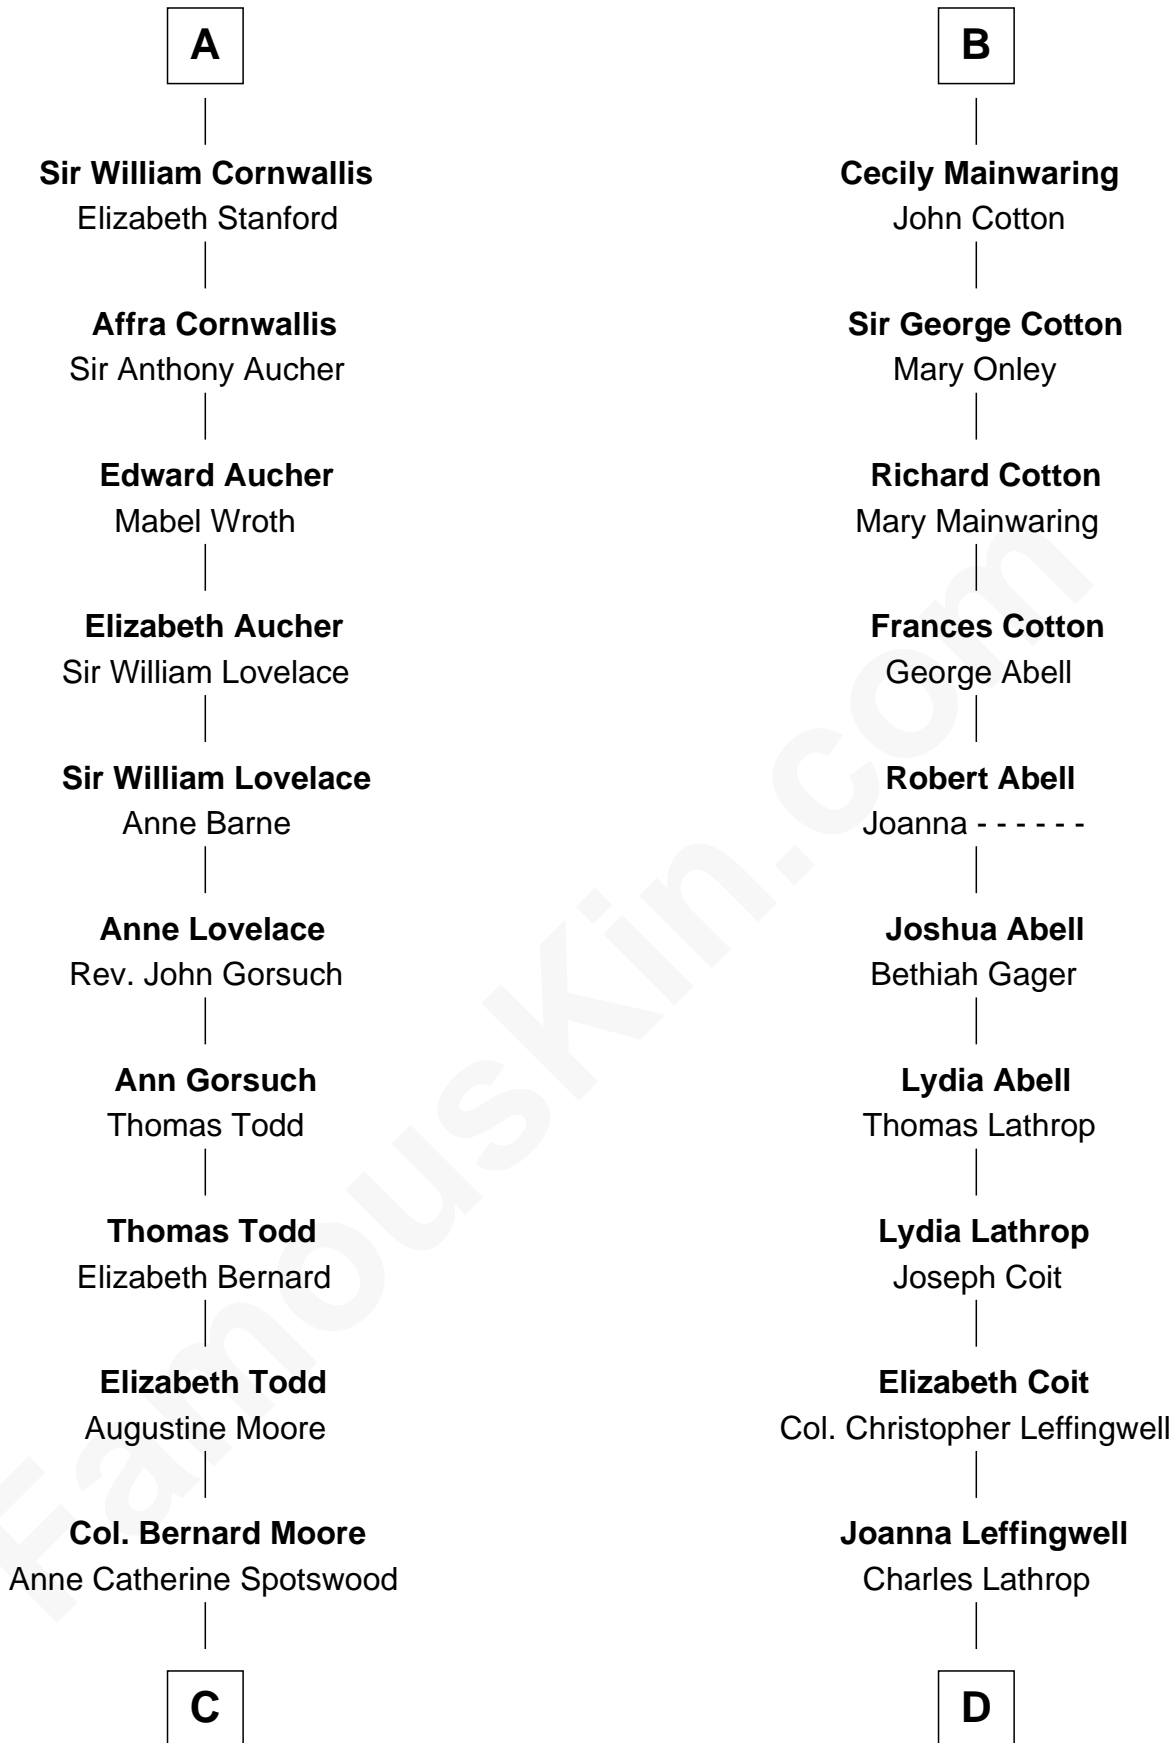 A
Sir William Cornwallis
Elizabeth Stanford
Affra Cornwallis
Sir Anthony Aucher
Edward Aucher
Mabel Wroth
Elizabeth Aucher
Sir William Lovelace
Sir William Lovelace
Anne Barne
Anne Lovelace
Rev. John Gorsuch
Ann Gorsuch
Thomas Todd
Thomas Todd
Elizabeth Bernard
Elizabeth Todd
Augustine Moore
Col. Bernard Moore
Anne Catherine Spotswood
C
B
Cecily Mainwaring
John Cotton
Sir George Cotton
Mary Onley
Richard Cotton
Mary Mainwaring
Frances Cotton
George Abell
Robert Abell
Joanna - - - - - -
Joshua Abell
Bethiah Gager
Lydia Abell
Thomas Lathrop
Lydia Lathrop
Joseph Coit
Elizabeth Coit
Col. Christopher Leffingwell
Joanna Leffingwell
Charles Lathrop
D
FamousKin.com